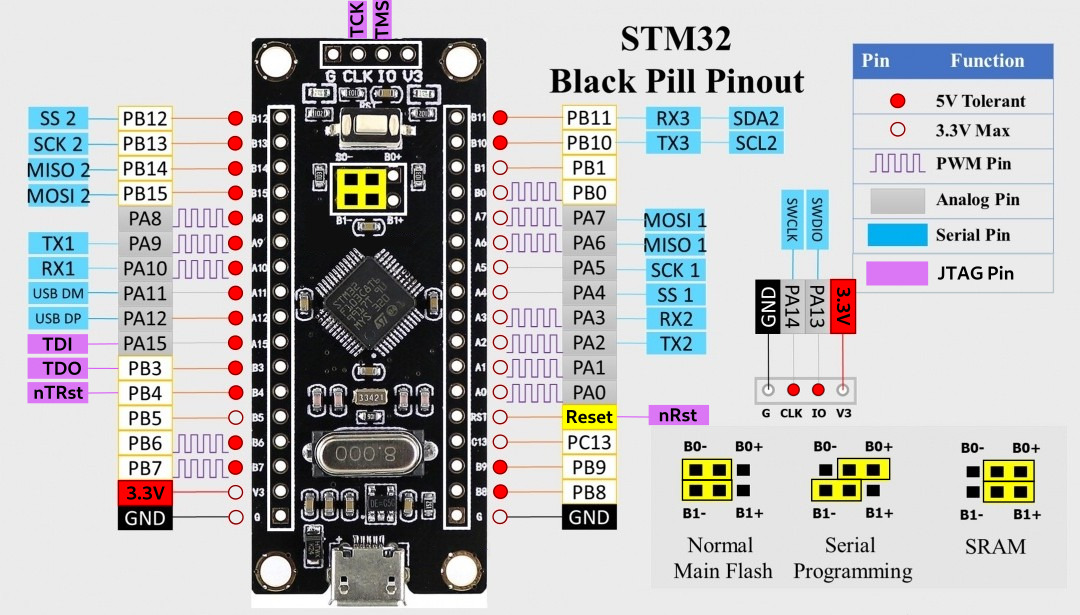 TCK
TMS
STM32
Black Pill Pinout
Pin Function
5V Tolerant
3.3V Max
PWM Pin
Analog Pin
Serial Pin
JTAG Pin
G CLK IO V3
RST
B0- B0+
B1- B1+
SS 2 PB12 B12
SCK 2 PB13 B13
MISO 2 PB14 B14
MOSI 2 PB15 B15
PA8 A8
TX1 PA9 A9
RX1 PA10 A10
USB DM PA11 A11
USB DP PA12 A12
TDI PA15 A15
TDO PB3 B3
nTRst PB4 B4
PB5 B5
PB6 B6
PB7 B7
3.3V V3
GND G
STM32
8.000
33421
B11 PB11 RX3 SDA2
B10 PB10 TX3 SCL2
B1 PB1
B0 PB0
A7 PA7 MOSI 1
A6 PA6 MISO 1
A5 PA5 SCK 1
A4 PA4 SS 1
A3 PA3 RX2
A2 PA2 TX2
A1 PA1
A0 PA0
RST Reset nRst
C13 PC13
B9 PB9
B8 PB8
G GND
SWCLK
SWDIO
GND
PA14
PA13
3.3V
G CLK IO V3
B0- B0+ B0- B0+ B0- B0+
B1- B1+ B1- B1+ B1- B1+
Normal
Main Flash
Serial
Programming
SRAM